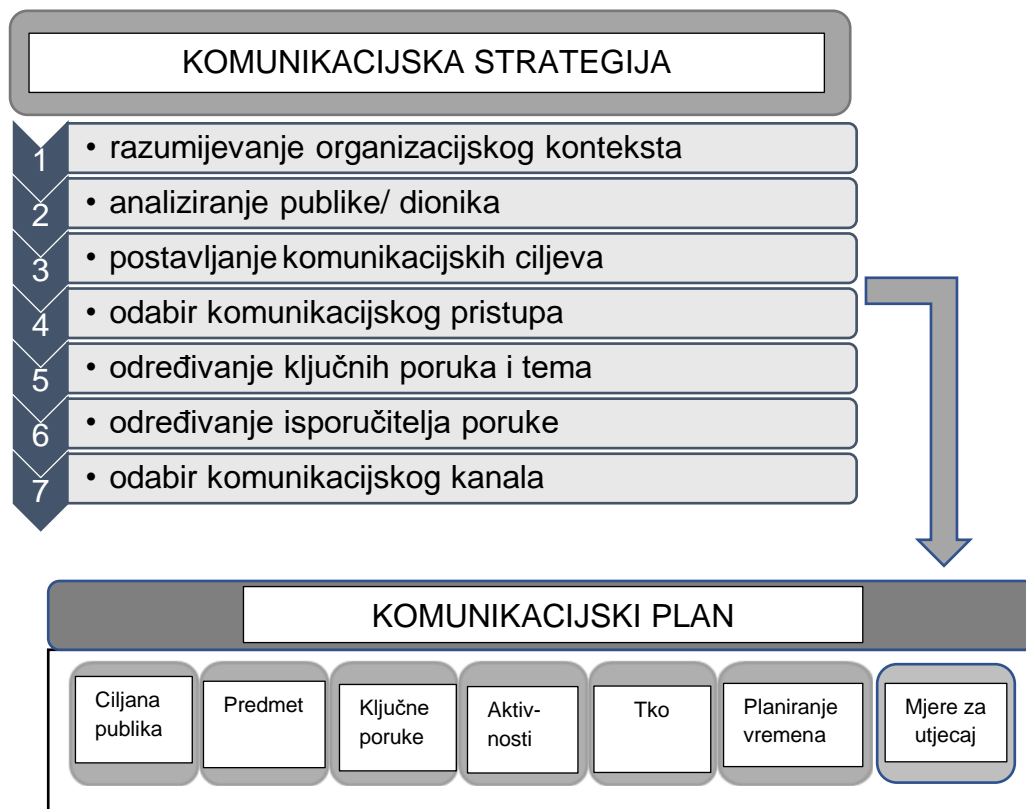 KOMUNIKACIJSKA STRATEGIJA
1 • razumijevanje organizacijskog konteksta
2 • analiziranje publike/ dionika
3 • postavljanje komunikacijskih ciljeva
4 • odabir komunikacijskog pristupa
5 • određivanje ključnih poruka i tema
6 • određivanje isporučitelja poruke
7 • odabir komunikacijskog kanala
KOMUNIKACIJSKI PLAN
Ciljana
publika
Predmet
Ključne
poruke
Aktiv-
nosti
Tko
Planiranje
vremena
Mjere za
utjecaj